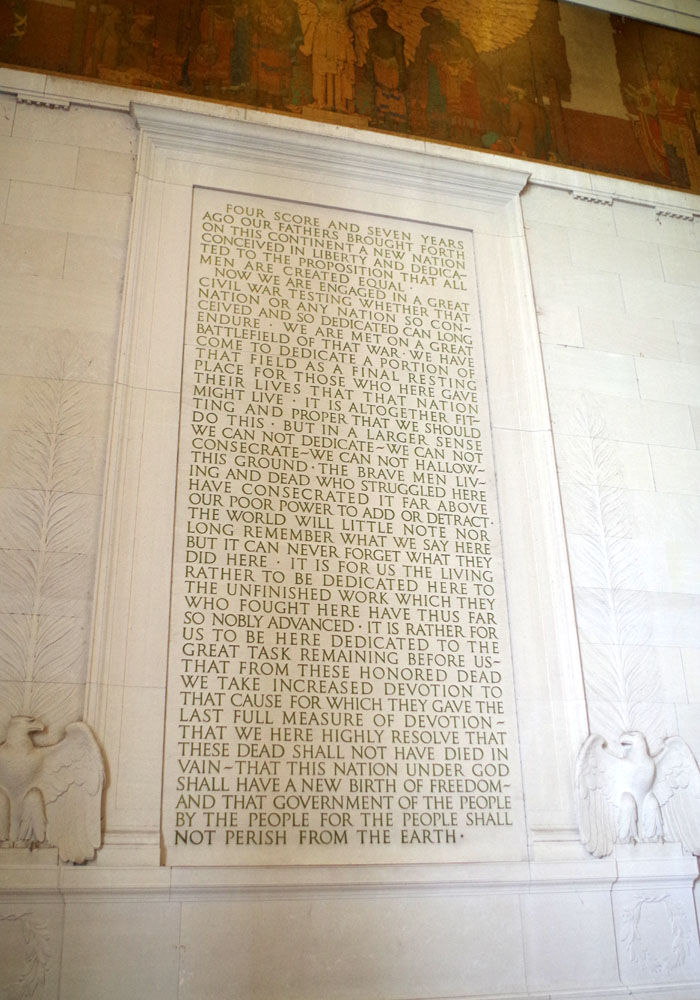 FOUR SCORE AND SEVEN YEARS
AGO OUR FATHERS BROUGHT FORTH
ON THIS CONTINENT A NEW NATION
CONCEIVED IN LIBERTY AND DEDICA~
TED TO THE PROPOSITION THAT ALL
MEN ARE CREATED EQUAL ·
NOW WE ARE ENGAGED IN A GREAT
CIVIL WAR TESTING WHETHER THAT
NATION OR ANY NATION SO CON~
CEIVED AND SO DEDICATED CAN LONG
ENDURE · WE ARE MET ON A GREAT
BATTLEFIELD OF THAT WAR · WE HAVE
COME TO DEDICATE A PORTION OF
THAT FIELD AS A FINAL RESTING
PLACE FOR THOSE WHO HERE GAVE
THEIR LIVES THAT THAT NATION
MIGHT LIVE · IT IS ALTOGETHER FIT~
TING AND PROPER THAT WE SHOULD
DO THIS · BUT IN A LARGER SENSE
WE CAN NOT DEDICATE~WE CAN NOT
CONSECRATE~WE CAN NOT HALLOW~
THIS GROUND · THE BRAVE MEN LIV~
ING AND DEAD WHO STRUGGLED HERE
HAVE CONSECRATED IT FAR ABOVE
OUR POOR POWER TO ADD OR DETRACT ·
THE WORLD WILL LITTLE NOTE NOR
LONG REMEMBER WHAT WE SAY HERE
BUT IT CAN NEVER FORGET WHAT THEY
DID HERE · IT IS FOR US THE LIVING
RATHER TO BE DEDICATED HERE TO
THE UNFINISHED WORK WHICH THEY
WHO FOUGHT HERE HAVE THUS FAR
SO NOBLY ADVANCED · IT IS RATHER FOR
US TO BE HERE DEDICATED TO THE
GREAT TASK REMAINING BEFORE US~
THAT FROM THESE HONORED DEAD
WE TAKE INCREASED DEVOTION TO
THAT CAUSE FOR WHICH THEY GAVE THE
LAST FULL MEASURE OF DEVOTION~
THAT WE HERE HIGHLY RESOLVE THAT
THESE DEAD SHALL NOT HAVE DIED IN
VAIN~THAT THIS NATION UNDER GOD
SHALL HAVE A NEW BIRTH OF FREEDOM~
AND THAT GOVERNMENT OF THE PEOPLE
BY THE PEOPLE FOR THE PEOPLE SHALL
NOT PERISH FROM THE EARTH ·